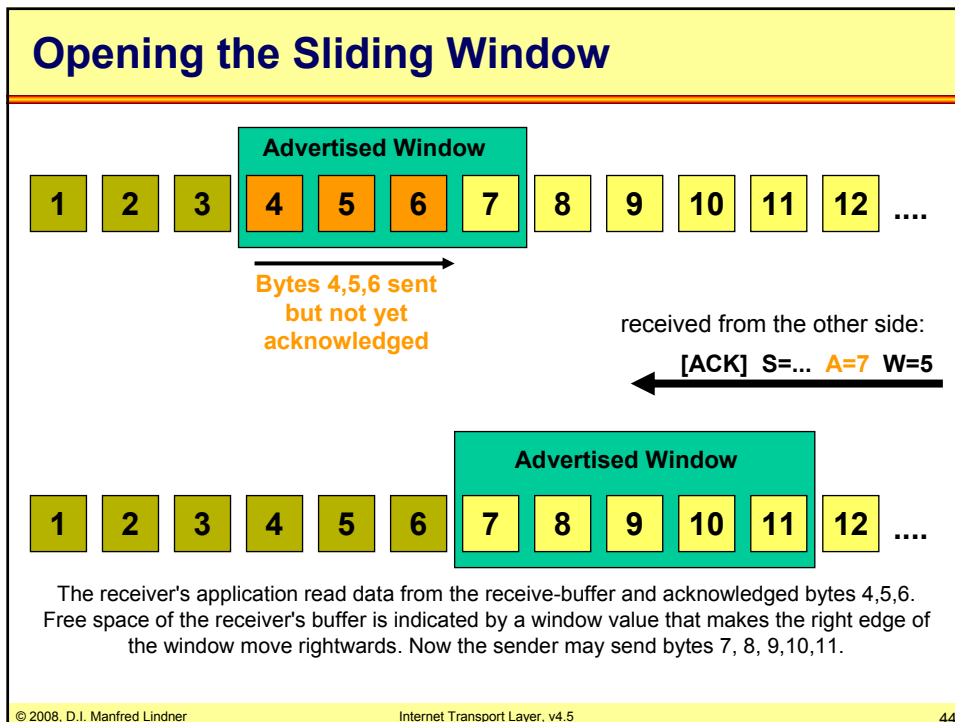 Opening the Sliding Window
Advertised Window
1 2 3 4 5 6 7 8 9 10 11 12 ....
Bytes 4,5,6 sent
but not yet
acknowledged
received from the other side:
[ACK] S=... A=7 W=5
Advertised Window
1 2 3 4 5 6 7 8 9 10 11 12 ....
The receiver's application read data from the receive-buffer and acknowledged bytes 4,5,6.
Free space of the receiver's buffer is indicated by a window value that makes the right edge of
the window move rightwards. Now the sender may send bytes 7, 8, 9,10,11.
© 2008, D.I. Manfred Lindner Internet Transport Layer, v4.5 44